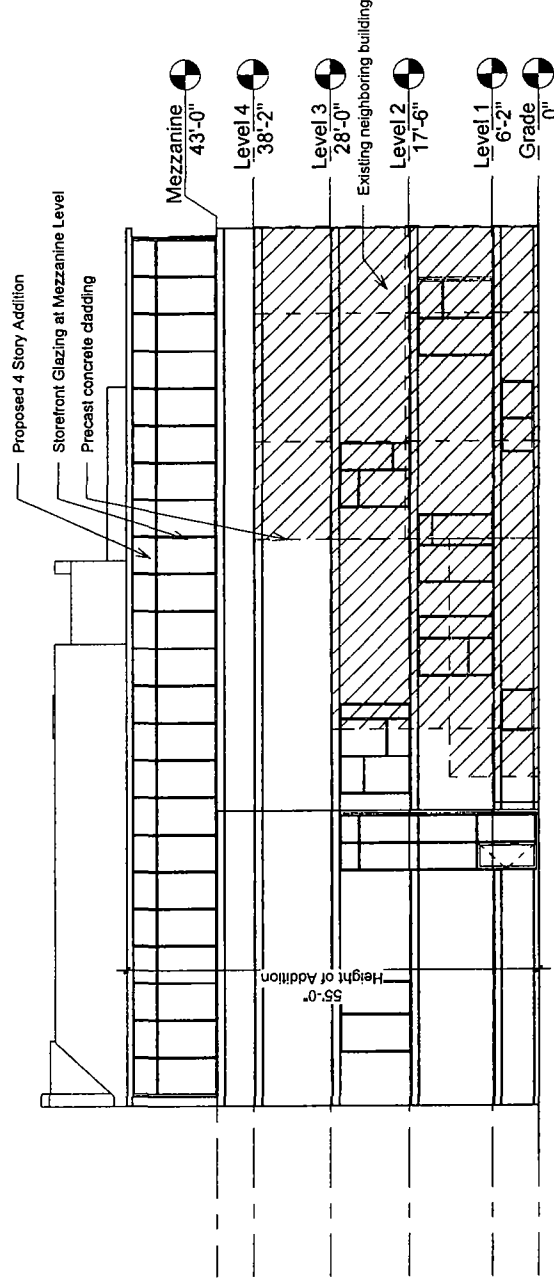 Proposed 4 Story Addition
Storefront Glazing at Mezzanine Level
Precast concrete cladding
Mezzanine
43'-0"
Level 4
38'-2"
Level 3
28'-0"
Existing neighboring building
Level 2
17'-6"
Level 1
6'-2"
Grade
0"
55'-0"
Height of Addition